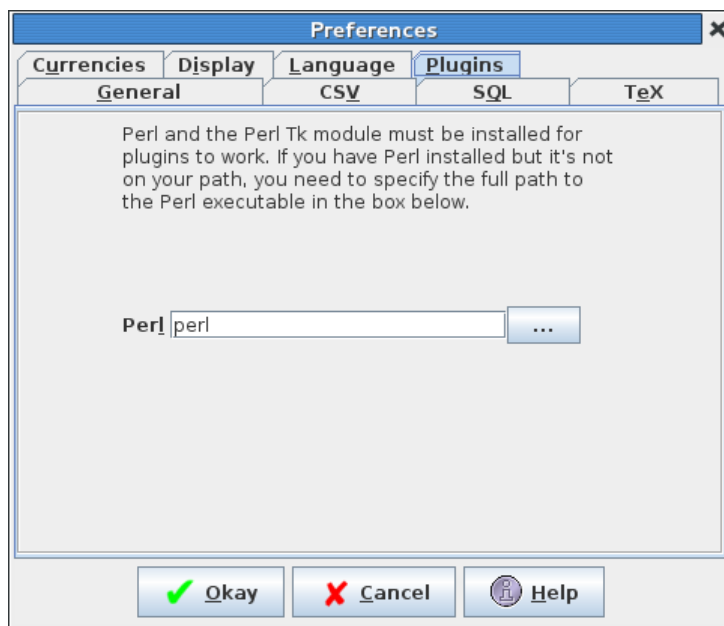 Preferences
Currencies Display Language Plugins
General CSV SQL TeX
Perl and the Perl Tk module must be installed for
plugins to work. If you have Perl installed but it's not
on your path, you need to specify the full path to
the Perl executable in the box below.
Perl perl ...
Okay Cancel Help